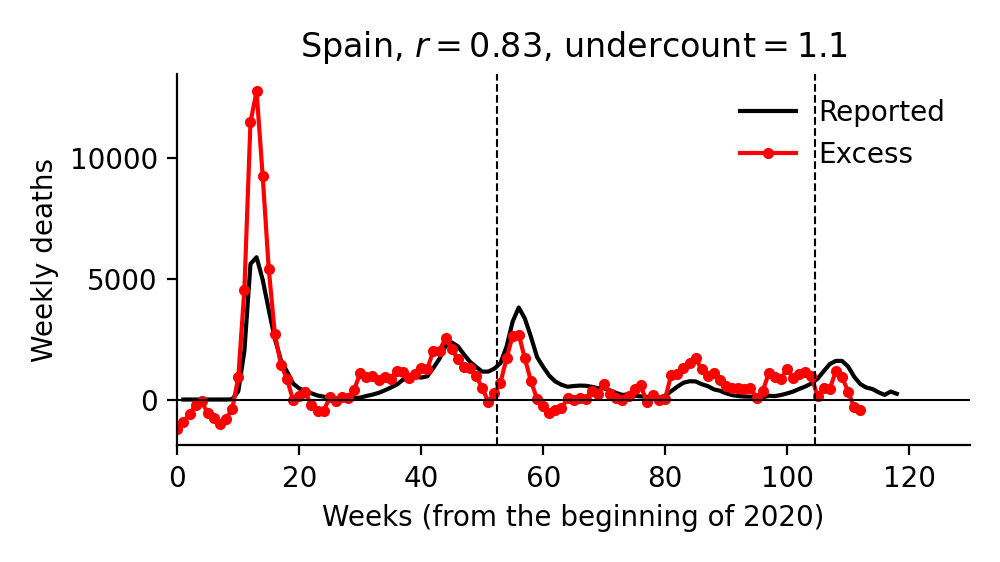 Spain, r = 0.83, undercount = 1.1
Reported
Excess
Weekly deaths
10000
5000
0
0 20 40 60 80 100 120
Weeks (from the beginning of 2020)